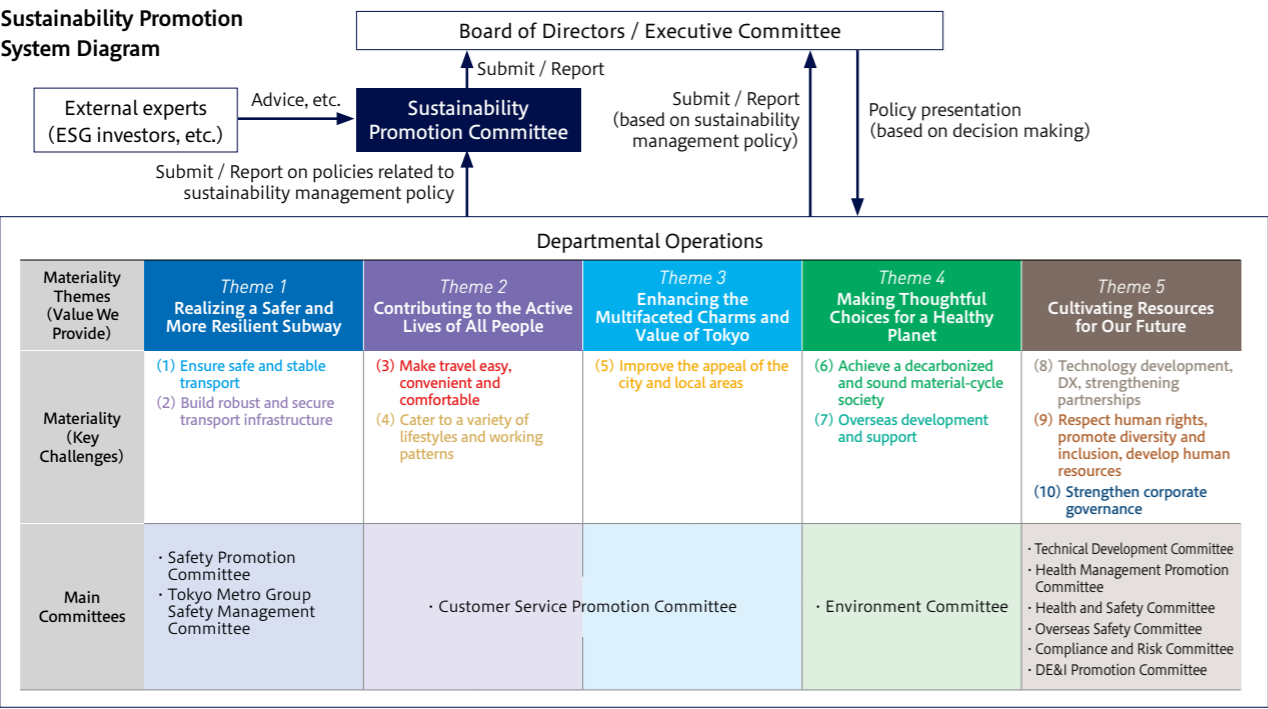 Sustainability Promotion
System Diagram
Board of Directors / Executive Committee
Submit / Report
External experts
(ESG investors, etc.)
Advice, etc.
Sustainability
Promotion Committee
Submit / Report
(based on sustainability
management policy)
Policy presentation
(based on decision making)
Submit / Report on policies related to
sustainability management policy
Departmental Operations
Materiality
Themes
(Value We
Provide)
Theme 1
Realizing a Safer and
More Resilient Subway
Theme 2
Contributing to the Active
Lives of All People
Theme 3
Enhancing the
Multifaceted Charms and
Value of Tokyo
Theme 4
Making Thoughtful
Choices for a Healthy
Planet
Theme 5
Cultivating Resources
for Our Future
Materiality
(Key
Challenges)
(1) Ensure safe and stable
transport
(2) Build robust and secure
transport infrastructure
(3) Make travel easy,
convenient and
comfortable
(4) Cater to a variety of
lifestyles and working
patterns
(5) Improve the appeal of the
city and local areas
(6) Achieve a decarbonized
and sound material-cycle
society
(7) Overseas development
and support
(8) Technology development,
DX, strengthening
partnerships
(9) Respect human rights,
promote diversity and
inclusion, develop human
resources
(10) Strengthen corporate
governance
Main
Committees
・Safety Promotion
Committee
・Tokyo Metro Group
Safety Management
Committee
・Customer Service Promotion Committee
・Environment Committee
・Technical Development Committee
・Health Management Promotion
Committee
・Health and Safety Committee
・Overseas Safety Committee
・Compliance and Risk Committee
・DE&I Promotion Committee